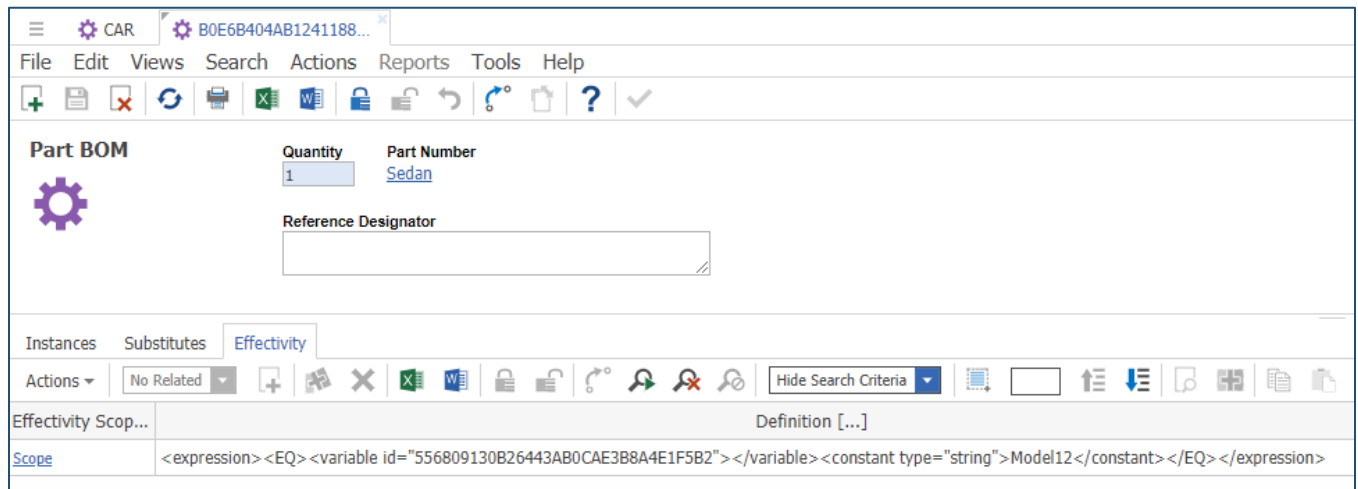 CAR B0E6B404AB1241188...
File Edit Views Search Actions Reports Tools Help
Part BOM
Quantity Part Number
1 Sedan
Reference Designator
Instances Substitutes Effectivity
Actions No Related Hide Search Criteria
Effectivity Scop... Definition [...]
Scope <expression><EQ><variable id="556809130B26443AB0CAE3B8A4E1F5B2"></variable><constant type="string">Model12</constant></EQ></expression>